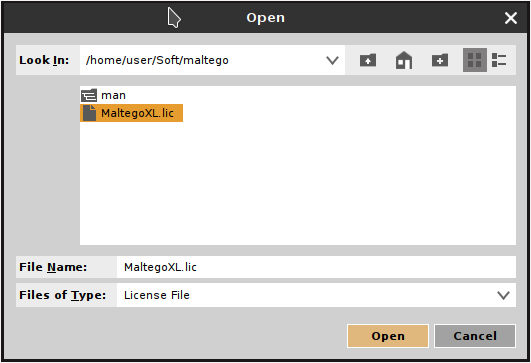 Open
Look In: /home/user/Soft/maltego
man
MaltegoXL.lic
File Name: MaltegoXL.lic
Files of Type: License File
Open Cancel